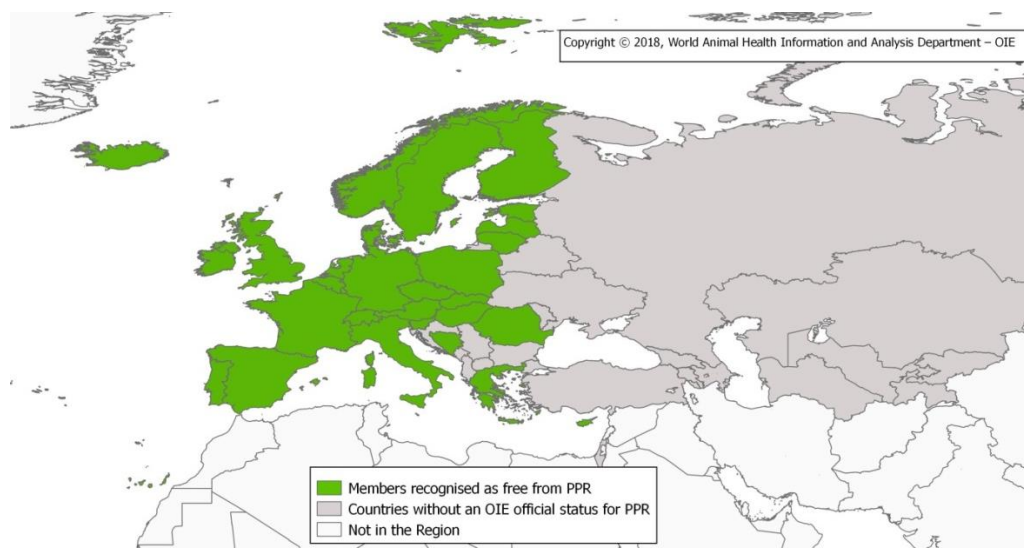 Copyright © 2018, World Animal Health Information and Analysis Department – OIE
Members recognised as free from PPR
Countries without an OIE official status for PPR
Not in the Region